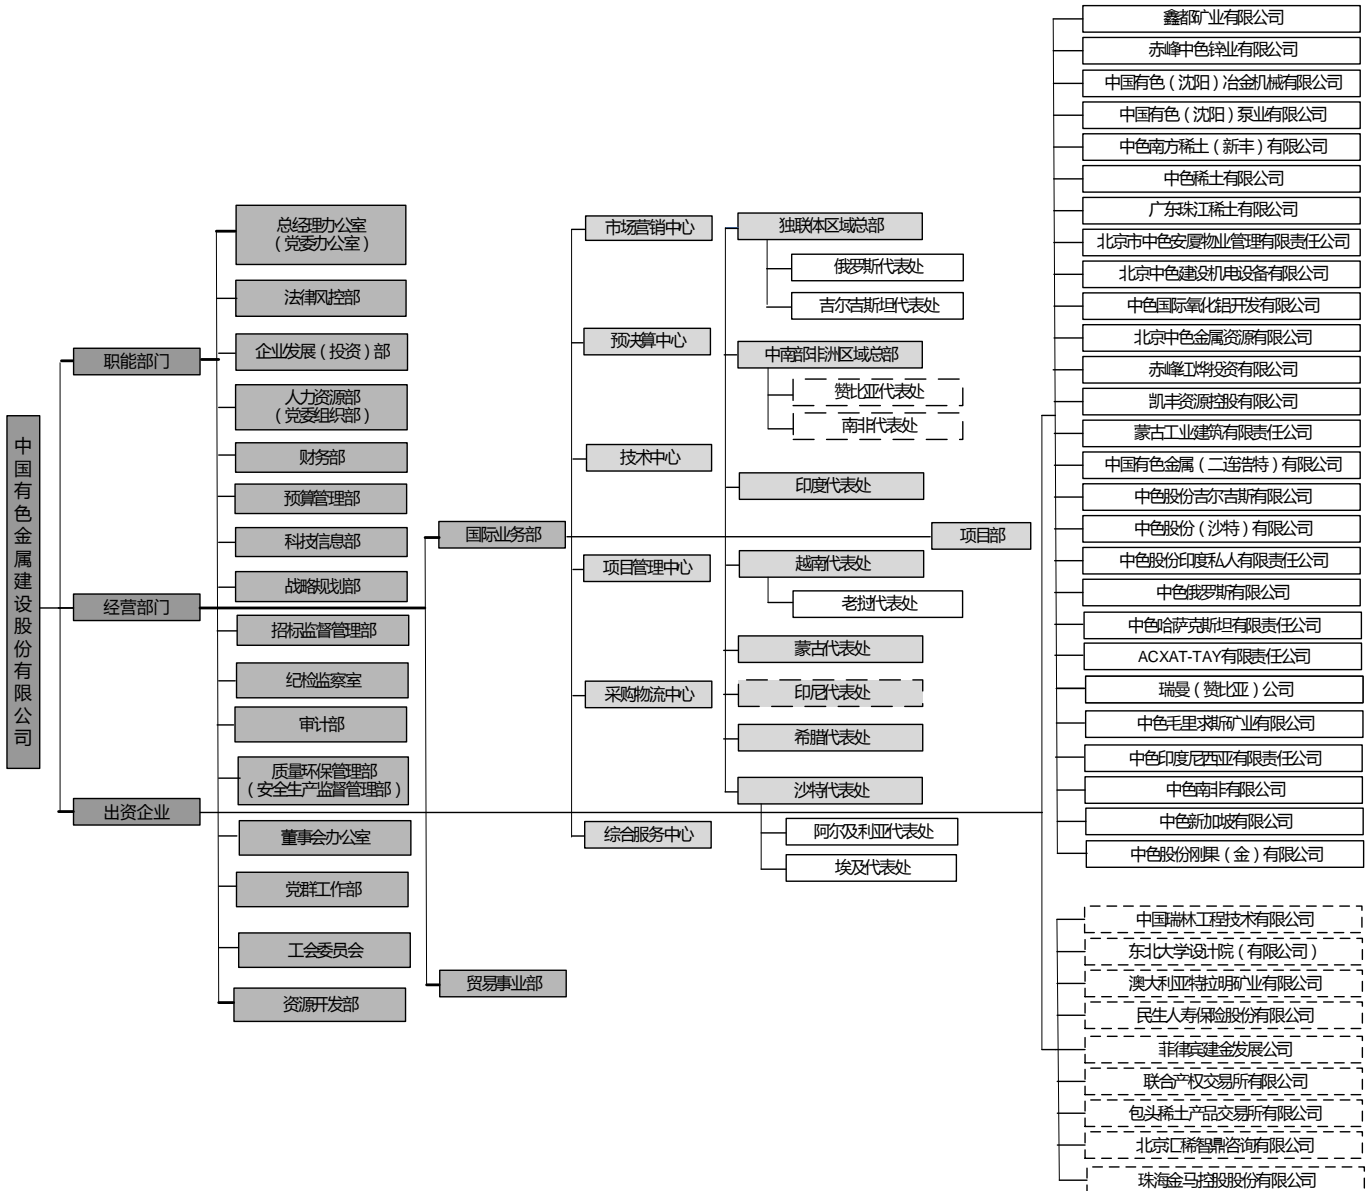 中国有色金属建设股份有限公司
职能部门
经营部门
出资企业
总经理办公室
（党委办公室）
法律风控部
企业发展（投资）部
人力资源部
（党委组织部）
财务部
预算管理部
科技信息部
战略规划部
招标监督管理部
纪检监察室
审计部
质量环保管理部
（安全生产监督管理部）
董事会办公室
党群工作部
工会委员会
资源开发部
国际业务部
贸易事业部
市场营销中心
预决算中心
技术中心
项目管理中心
采购物流中心
综合服务中心
独联体区域总部
俄罗斯代表处
吉尔吉斯坦代表处
中南部非洲区域总部
赞比亚代表处
南非代表处
印度代表处
越南代表处
老挝代表处
蒙古代表处
印尼代表处
希腊代表处
沙特代表处
阿尔及利亚代表处
埃及代表处
项目部
鑫都矿业有限公司
赤峰中色锌业有限公司
中国有色（沈阳）冶金机械有限公司
中国有色（沈阳）泵业有限公司
中色南方稀土（新丰）有限公司
中色稀土有限公司
广东珠江稀土有限公司
北京市中色安厦物业管理有限责任公司
北京中色建设机电设备有限公司
中色国际氧化铝开发有限公司
北京中色金属资源有限公司
赤峰红烨投资有限公司
凯丰资源控股有限公司
蒙古工业建筑有限责任公司
中国有色金属（二连浩特）有限公司
中色股份吉尔吉斯有限公司
中色股份（沙特）有限公司
中色股份印度私人有限责任公司
中色俄罗斯有限公司
中色哈萨克斯坦有限责任公司
ACXAT-TAY有限责任公司
瑞曼（赞比亚）公司
中色毛里求斯矿业有限公司
中色印度尼西亚有限责任公司
中色南非有限公司
中色新加坡有限公司
中色股份刚果（金）有限公司
中国瑞林工程技术有限公司
东北大学设计院（有限公司）
澳大利亚特拉明矿业有限公司
民生人寿保险股份有限公司
菲律宾建金发展公司
联合产权交易所有限公司
包头稀土产品交易所有限公司
北京汇稀智鼎咨询有限公司
珠海金马控股股份有限公司